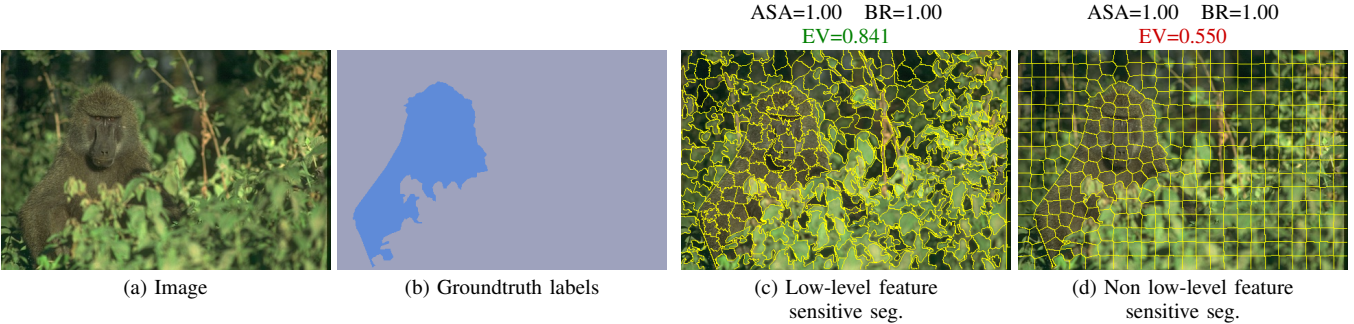 ASA=1.00 BR=1.00
EV=0.841
ASA=1.00 BR=1.00
EV=0.550
(a) Image
(b) Groundtruth labels
(c) Low-level feature
sensitive seg.
(d) Non low-level feature
sensitive seg.